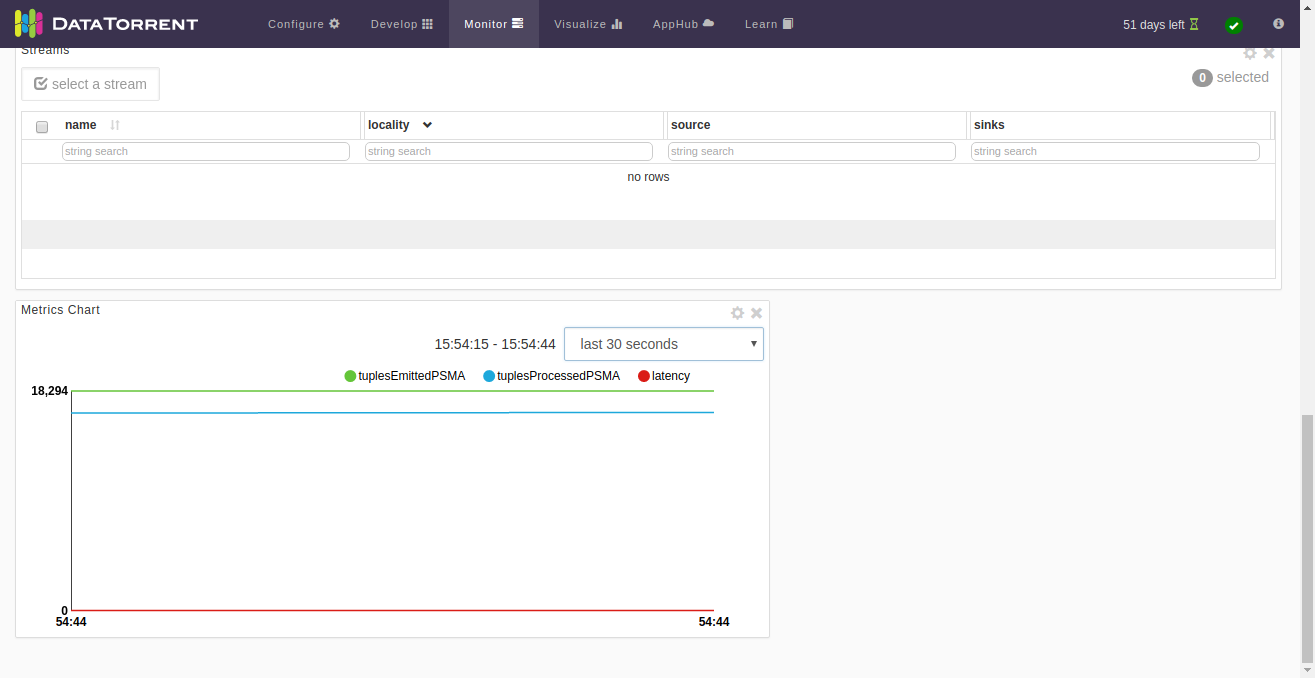 DATATORRENT Configure Develop Monitor Visualize AppHub Learn 51 days left
Streams
select a stream 0 selected
name locality source sinks
string search string search string search string search
no rows
Metrics Chart
15:54:15 - 15:54:44 last 30 seconds
tuplesEmittedPSMA tuplesProcessedPSMA latency
18,294
0
54:44 54:44